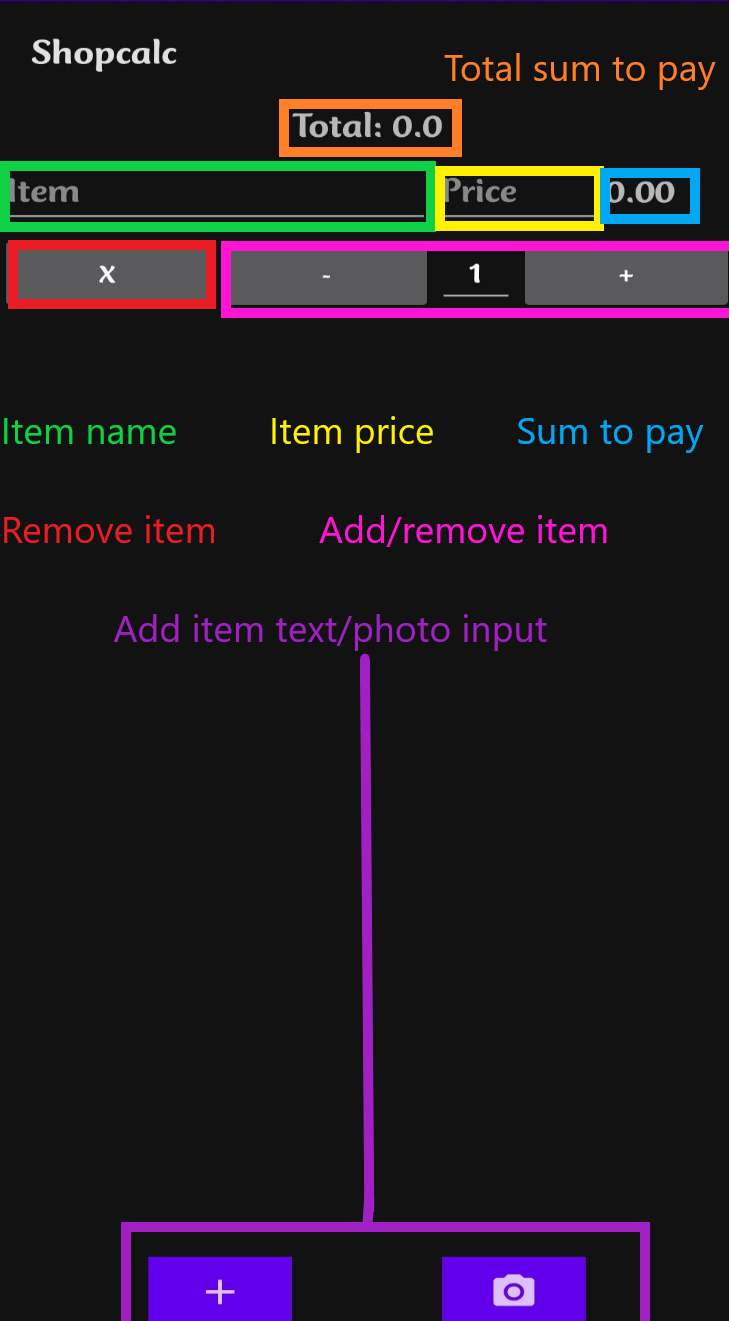 Shopcalc
Total sum to pay
Total: 0.0
Item Price 0.00
X - 1 +
Item name Item price Sum to pay
Remove item Add/remove item
Add item text/photo input
+